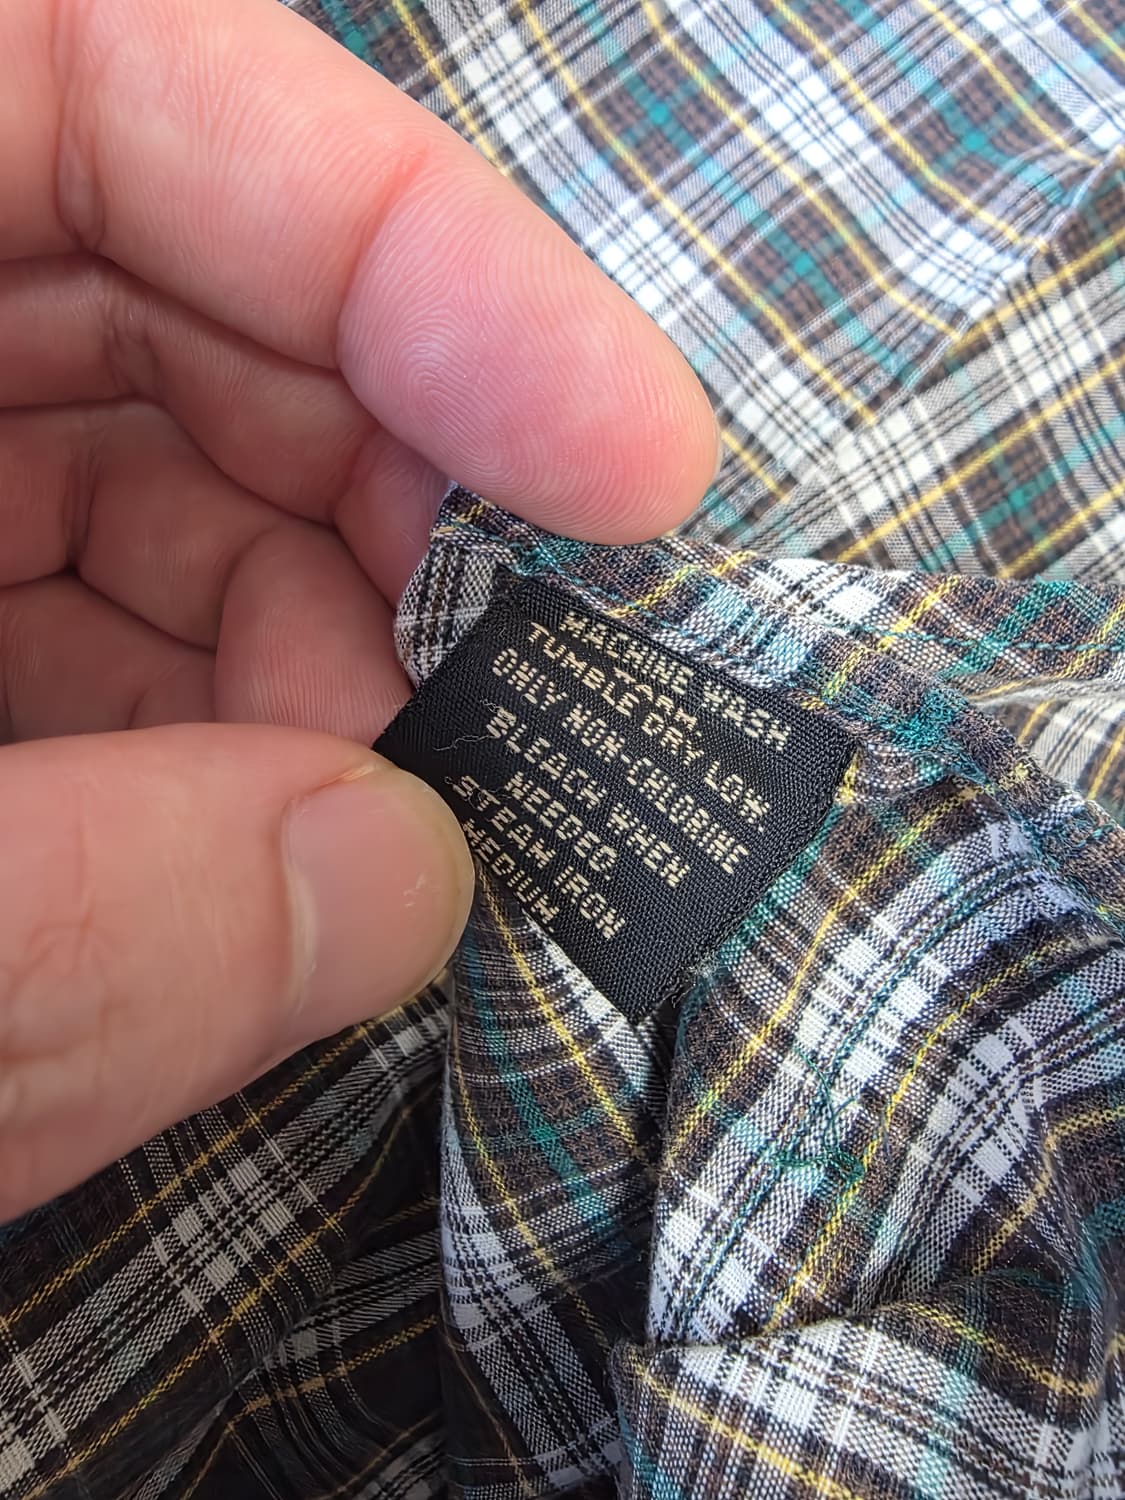 MACHINE WASH
WARM
TUMBLE DRY LOW.
ONLY NON-CHLORINE
BLEACH WHEN
NEEDED.
STEAM IRON
MEDIUM